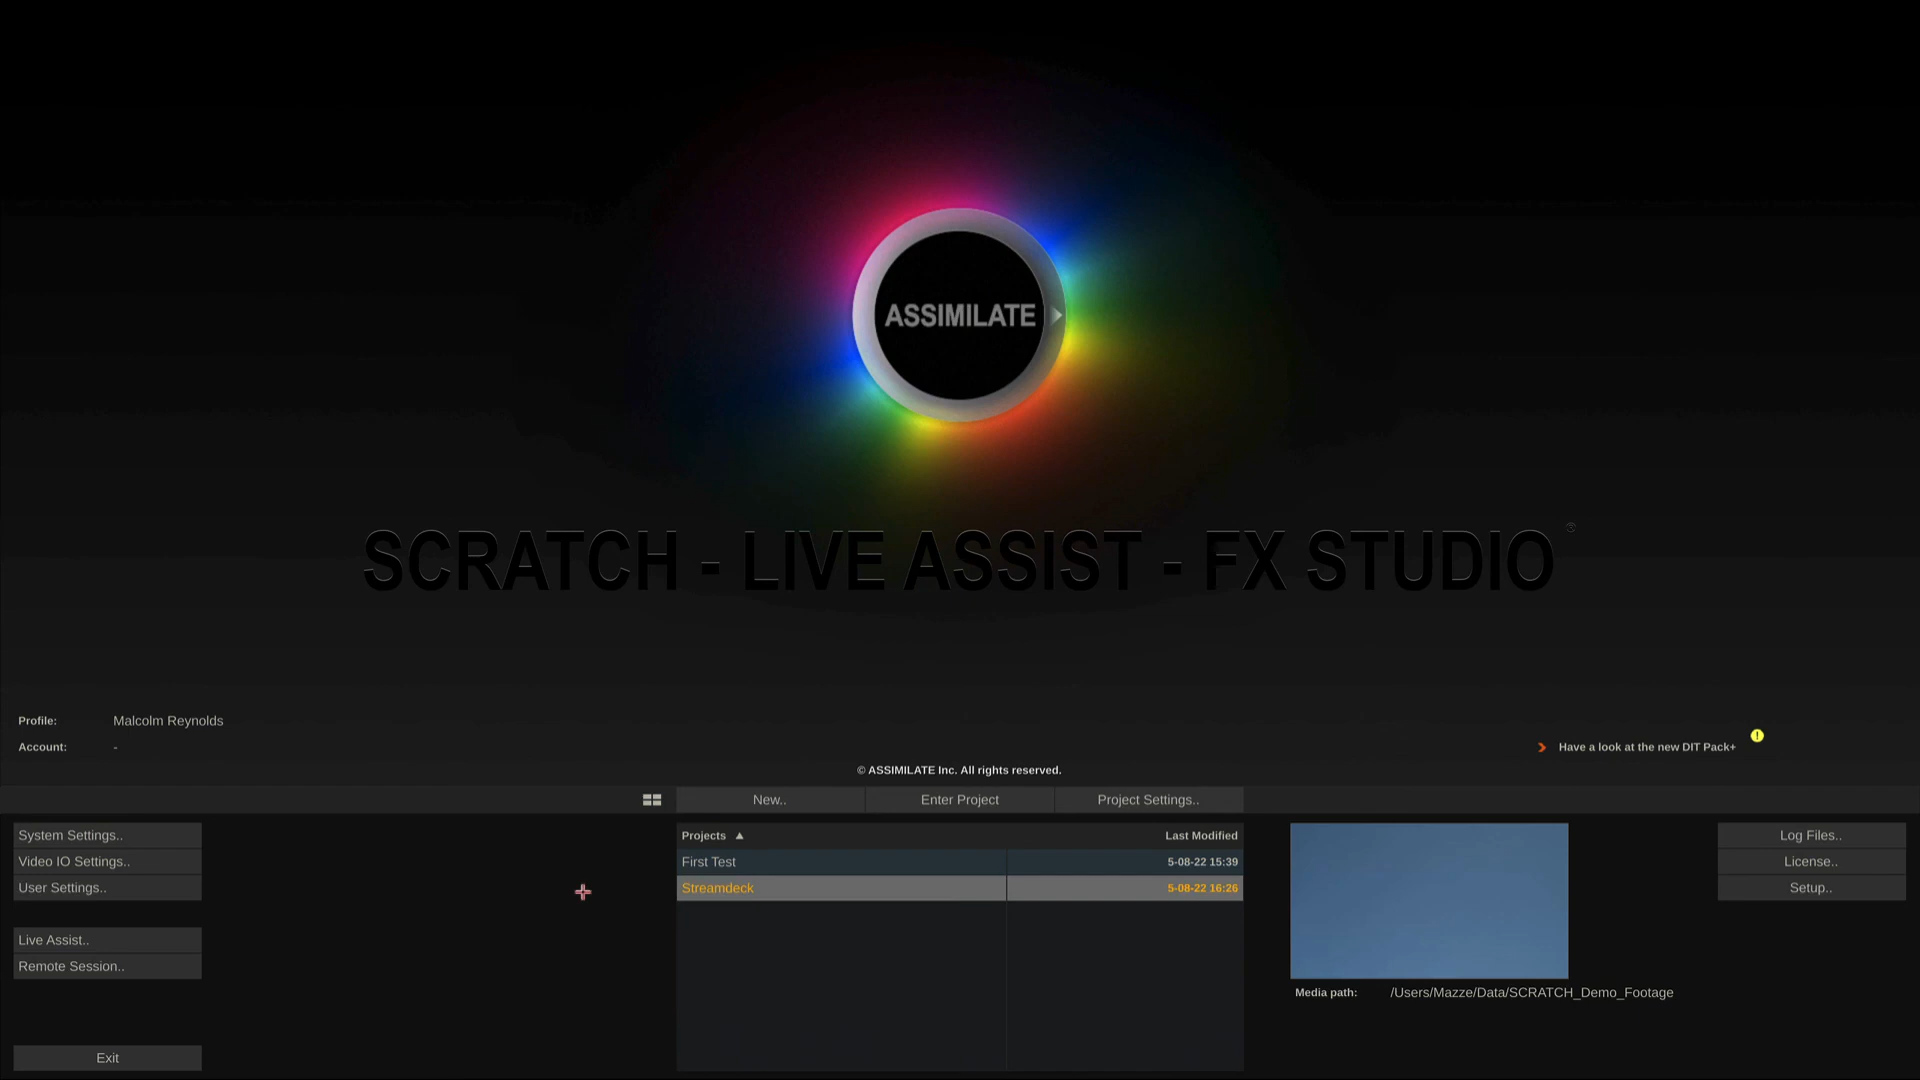 ASSIMILATE
SCRATCH - LIVE ASSIST - FX STUDIO
Profile: Malcolm Reynolds
Account: -
Have a look at the new DIT Pack+ !
© ASSIMILATE Inc. All rights reserved.
New.. Enter Project Project Settings..
System Settings..
Video IO Settings..
User Settings..
Live Assist..
Remote Session..
Exit
Projects ▲ Last Modified
First Test 5-08-22 15:39
Streamdeck 5-08-22 16:26
Media path: /Users/Mazze/Data/SCRATCH_Demo_Footage
Log Files..
License..
Setup..